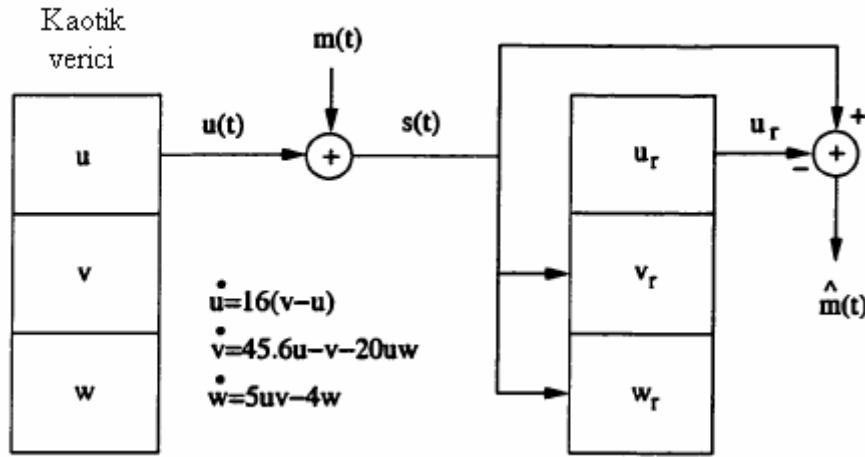 Kaotik
verici
m(t)
u(t)
s(t)
u_r
+
+
+
−
u
u_r
v
v_r
w
w_r
m̂(t)
u̇=16(v−u)
v̇=45.6u−v−20uw
ẇ=5uv−4w